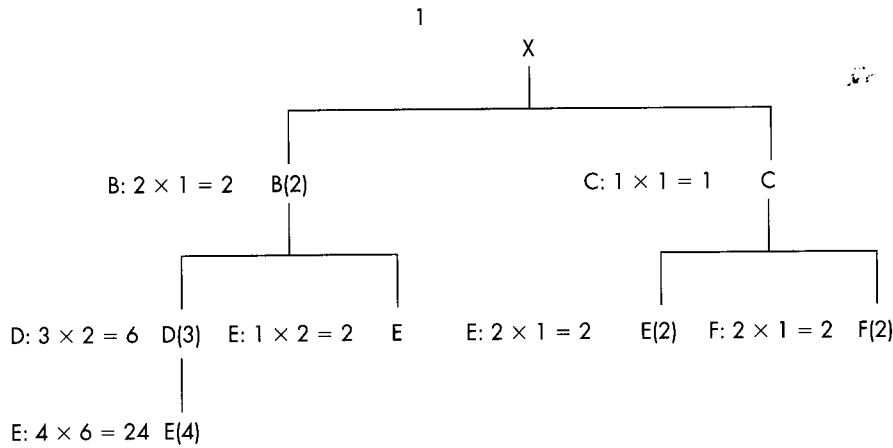 1
X
B: 2 × 1 = 2 B(2) C: 1 × 1 = 1 C
D: 3 × 2 = 6 D(3) E: 1 × 2 = 2 E E: 2 × 1 = 2 E(2) F: 2 × 1 = 2 F(2)
E: 4 × 6 = 24 E(4)